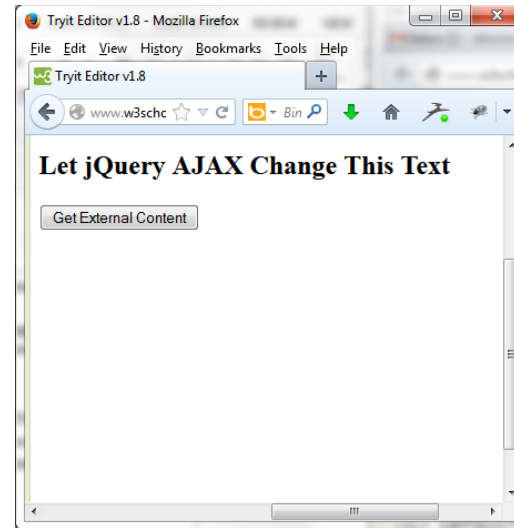 Tryit Editor v1.8 - Mozilla Firefox
File Edit View History Bookmarks Tools Help
Tryit Editor v1.8
www.w3schc Bin
Let jQuery AJAX Change This Text
Get External Content